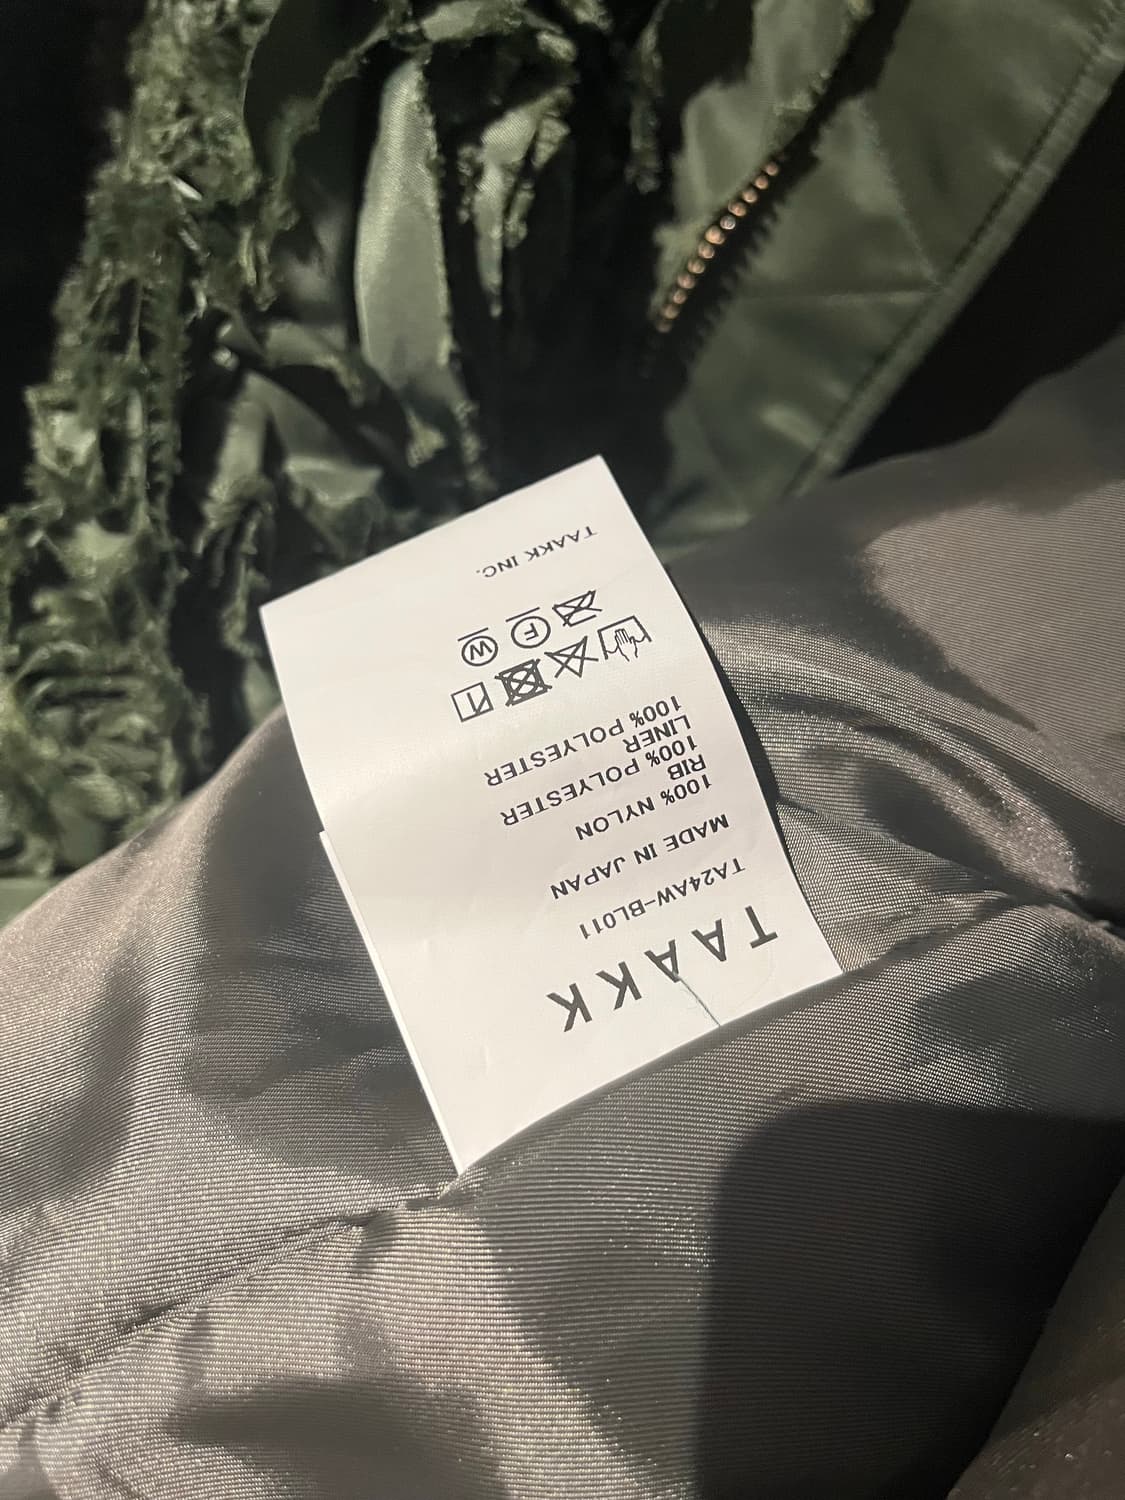 TAAKK
TA24AW-BL011
MADE IN JAPAN
100% NYLON
RIB
100% POLYESTER
LINER
100% POLYESTER
F
W
TAAKK INC.